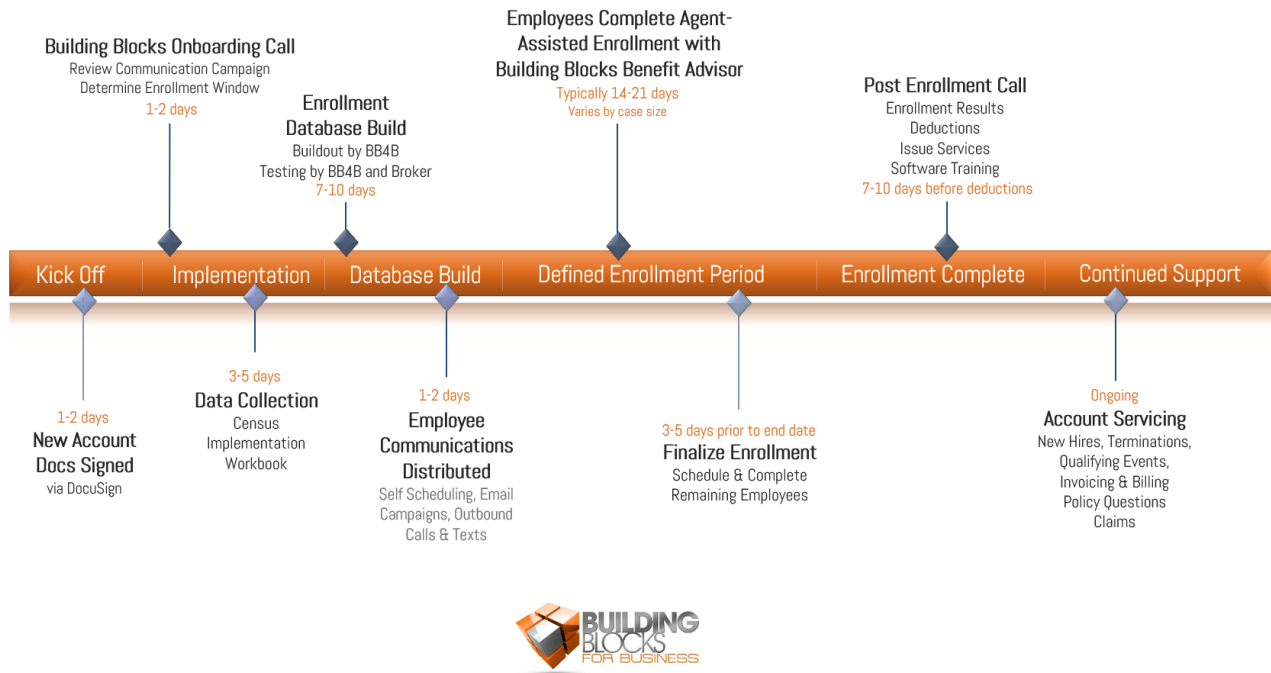 Building Blocks Onboarding Call
Review Communication Campaign
Determine Enrollment Window
1-2 days
Enrollment
Database Build
Buildout by BB4B
Testing by BB4B and Broker
7-10 days
Employees Complete Agent-
Assisted Enrollment with
Building Blocks Benefit Advisor
Typically 14-21 days
Varies by case size
Post Enrollment Call
Enrollment Results
Deductions
Issue Services
Software Training
7-10 days before deductions
Kick Off
Implementation
Database Build
Defined Enrollment Period
Enrollment Complete
Continued Support
1-2 days
New Account
Docs Signed
via DocuSign
3-5 days
Data Collection
Census
Implementation
Workbook
1-2 days
Employee
Communications
Distributed
Self Scheduling, Email
Campaigns, Outbound
Calls & Texts
3-5 days prior to end date
Finalize Enrollment
Schedule & Complete
Remaining Employees
Ongoing
Account Servicing
New Hires, Terminations,
Qualifying Events,
Invoicing & Billing
Policy Questions
Claims
BUILDING
BLOCKS
FOR BUSINESS